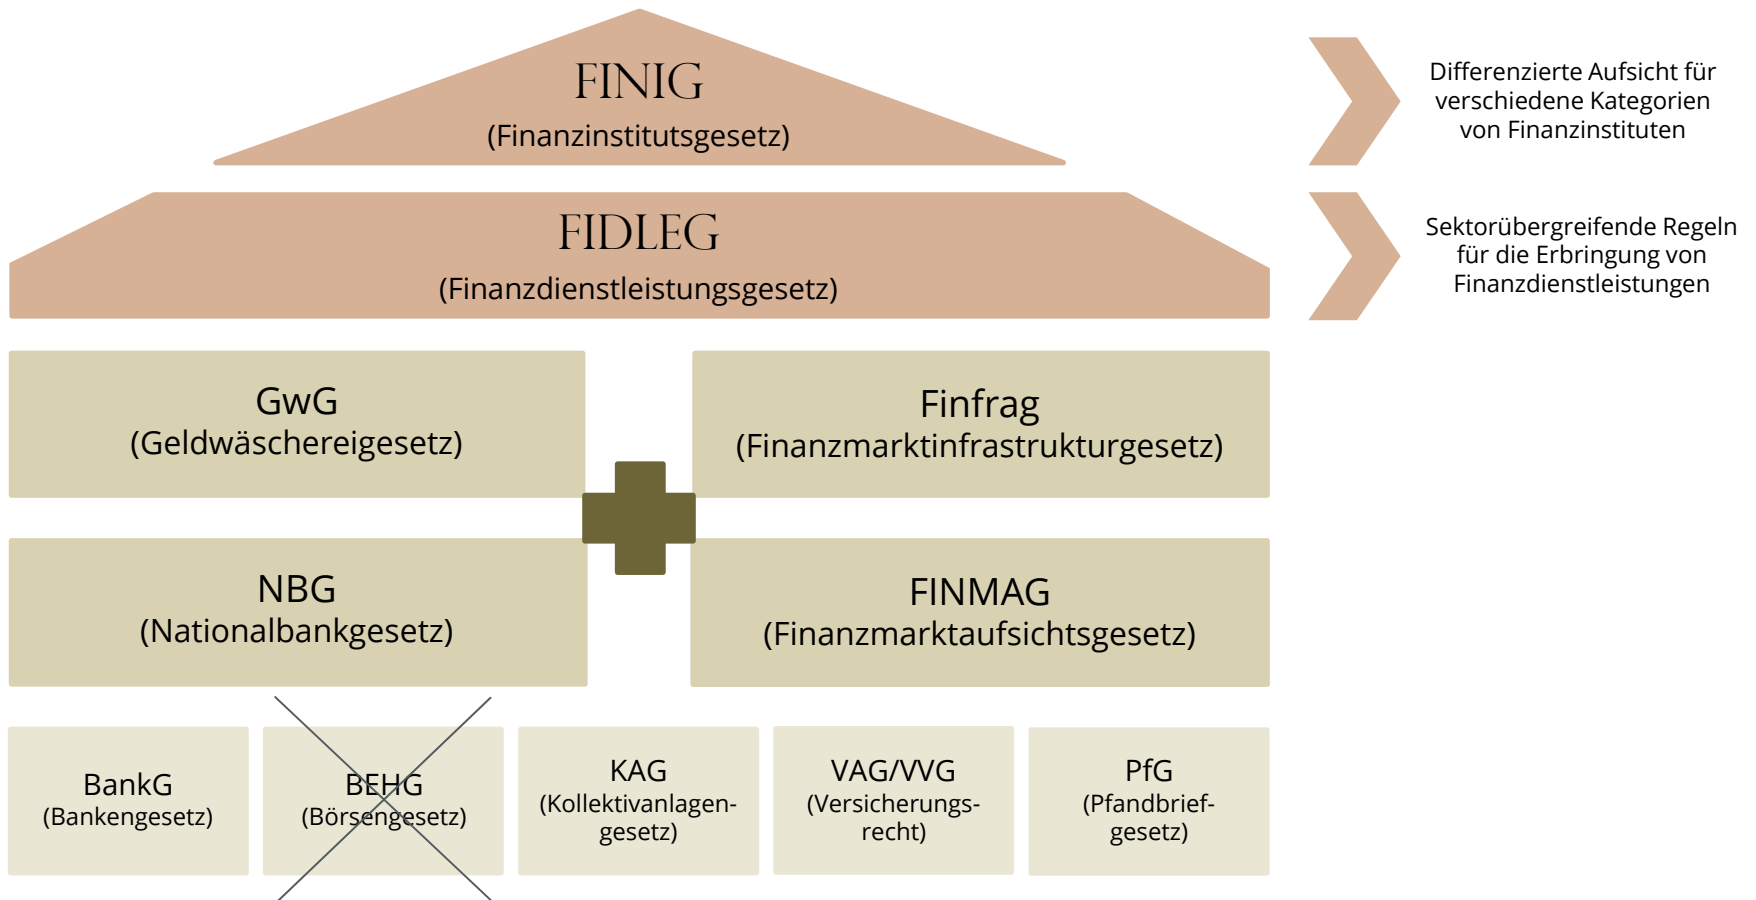 FINIG
(Finanzinstitutsgesetz)
Differenzierte Aufsicht für
verschiedene Kategorien
von Finanzinstituten
FIDLEG
(Finanzdienstleistungsgesetz)
Sektorübergreifende Regeln
für die Erbringung von
Finanzdienstleistungen
GwG
(Geldwäschereigesetz)
Finfrag
(Finanzmarktinfrastrukturgesetz)
NBG
(Nationalbankgesetz)
FINMAG
(Finanzmarktaufsichtsgesetz)
BankG
(Bankengesetz)
BEHG
(Börsengesetz)
KAG
(Kollektivanlagen-
gesetz)
VAG/VVG
(Versicherungs-
recht)
PfG
(Pfandbrief-
gesetz)